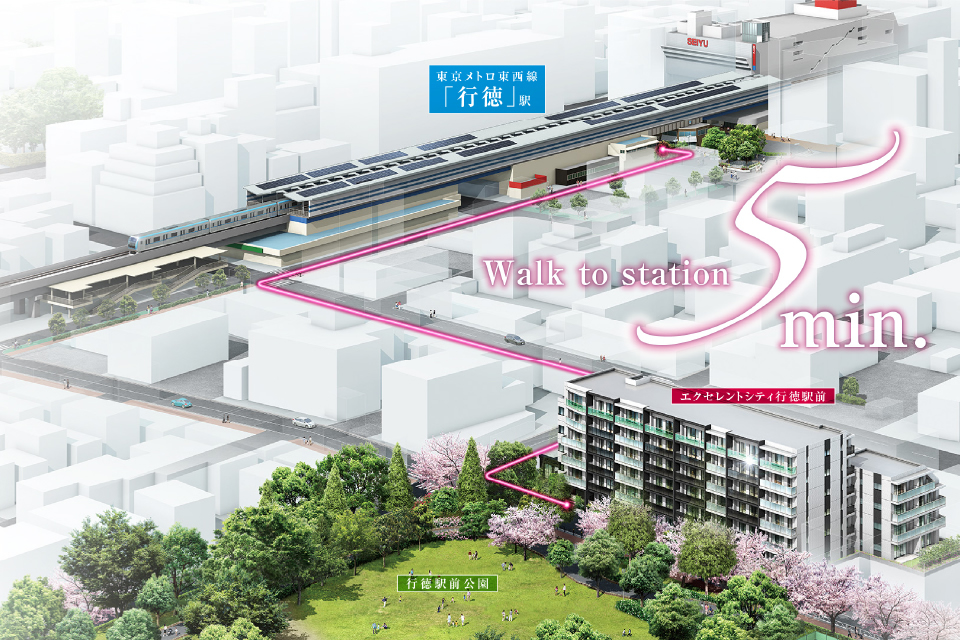 SEIYU
東京メトロ東西線
「行徳」駅
Walk to station
5
min.
エクセレントシティ行徳駅前
行徳駅前公園